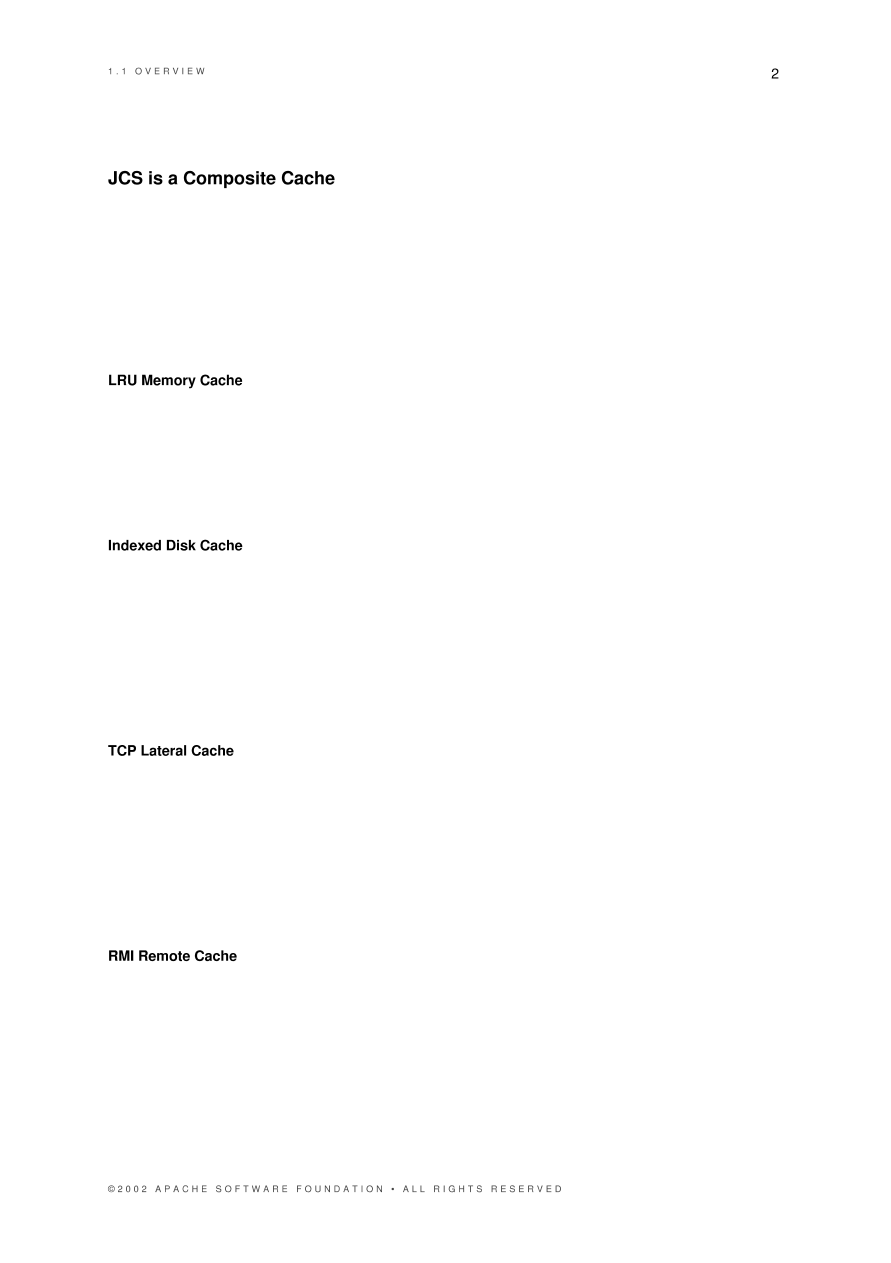 1.1 OVERVIEW
2
JCS is a Composite Cache
LRU Memory Cache
Indexed Disk Cache
TCP Lateral Cache
RMI Remote Cache
©2002 APACHE SOFTWARE FOUNDATION • ALL RIGHTS RESERVED